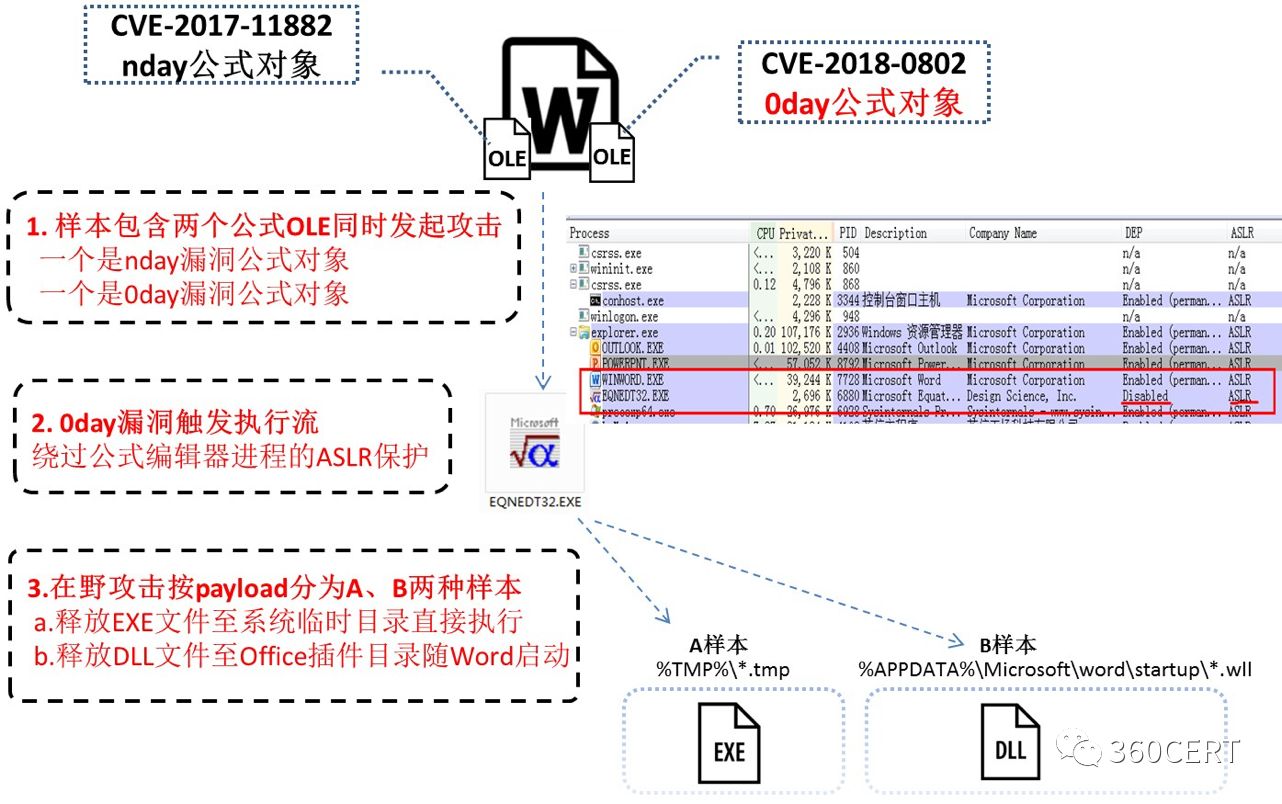 CVE-2017-11882
nday公式对象
CVE-2018-0802
0day公式对象
W
OLE
OLE
1. 样本包含两个公式OLE同时发起攻击
一个是nday漏洞公式对象
一个是0day漏洞公式对象
Process CPU Privat... PID Description Company Name DEP ASLR
csrss.exe <... 3,220 K 504 n/a n/a
wininit.exe <... 2,108 K 860 n/a n/a
csrss.exe 0.12 4,796 K 868 n/a n/a
conhost.exe 2,228 K 3344 控制台窗口主机 Microsoft Corporation Enabled (perman... ASLR
winlogon.exe <... 4,296 K 948 n/a n/a
explorer.exe 0.20 107,176 K 2936 Windows 资源管理器 Microsoft Corporation Enabled (perman... ASLR
OUTLOOK.EXE 0.01 102,520 K 4408 Microsoft Outlook Microsoft Corporation Enabled (perman... ASLR
POWERPNT.EXE <... 57,052 K 8792 Microsoft Power... Microsoft Corporation Enabled (perman... ASLR
WINWORD.EXE <... 39,244 K 7728 Microsoft Word Microsoft Corporation Enabled (perman... ASLR
EQNEDT32.EXE 2,696 K 6880 Microsoft Equat... Design Science, Inc. Disabled ASLR
procexp64.exe 0.70 26,976 K 6928 Sysinternals Pr... Sysinternals - www.sysin... Enabled (perman... ASLR
2. 0day漏洞触发执行流
绕过公式编辑器进程的ASLR保护
Microsoft
√α
EQNEDT32.EXE
3.在野攻击按payload分为A、B两种样本
a.释放EXE文件至系统临时目录直接执行
b.释放DLL文件至Office插件目录随Word启动
A样本
%TMP%\*.tmp
EXE
B样本
%APPDATA%\Microsoft\word\startup\*.wll
DLL
360CERT